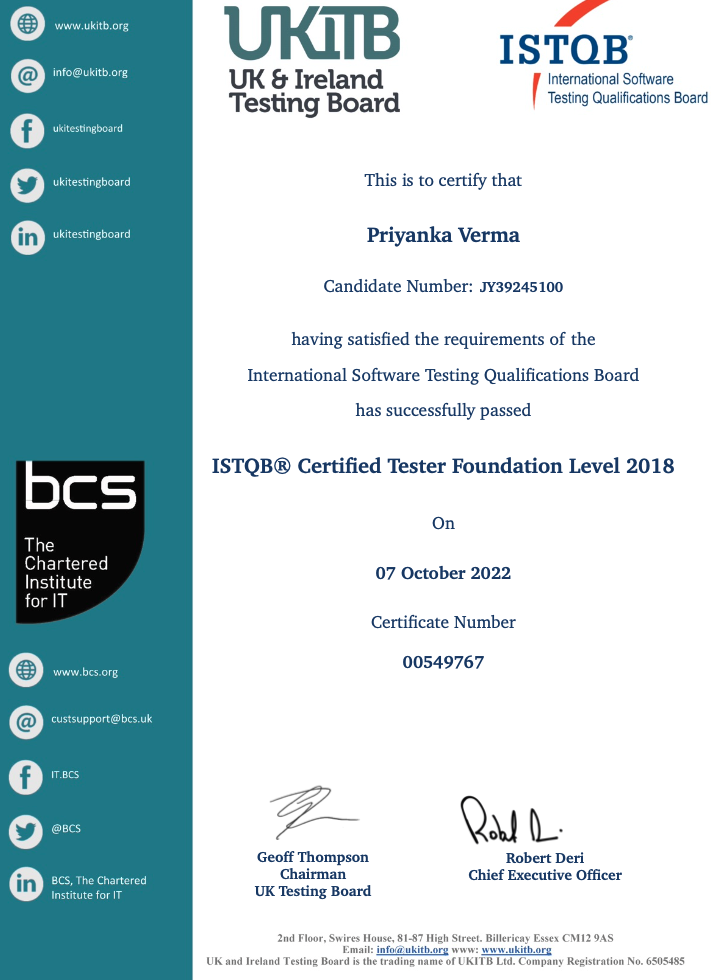 www.ukitb.org
info@ukitb.org
ukitestingboard
ukitestingboard
ukitestingboard
bcs
The
Chartered
Institute
for IT
www.bcs.org
custsupport@bcs.uk
IT.BCS
@BCS
BCS, The Chartered
Institute for IT
UKITB
UK & Ireland
Testing Board
ISTQB®
International Software
Testing Qualifications Board
This is to certify that
Priyanka Verma
Candidate Number: JY39245100
having satisfied the requirements of the
International Software Testing Qualifications Board
has successfully passed
ISTQB® Certified Tester Foundation Level 2018
On
07 October 2022
Certificate Number
00549767
Geoff Thompson
Chairman
UK Testing Board
Robert Deri
Chief Executive Officer
2nd Floor, Swires House, 81-87 High Street. Billericay Essex CM12 9AS
Email: info@ukitb.org www: www.ukitb.org
UK and Ireland Testing Board is the trading name of UKITB Ltd. Company Registration No. 6505485